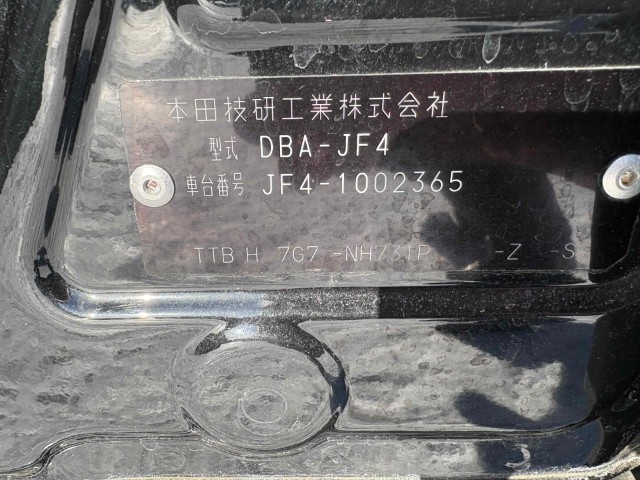 本田技研工業株式会社
型式 DBA-JF4
車台番号 JF4-1002365
TTB H 7G7 -NH731P -Z -S